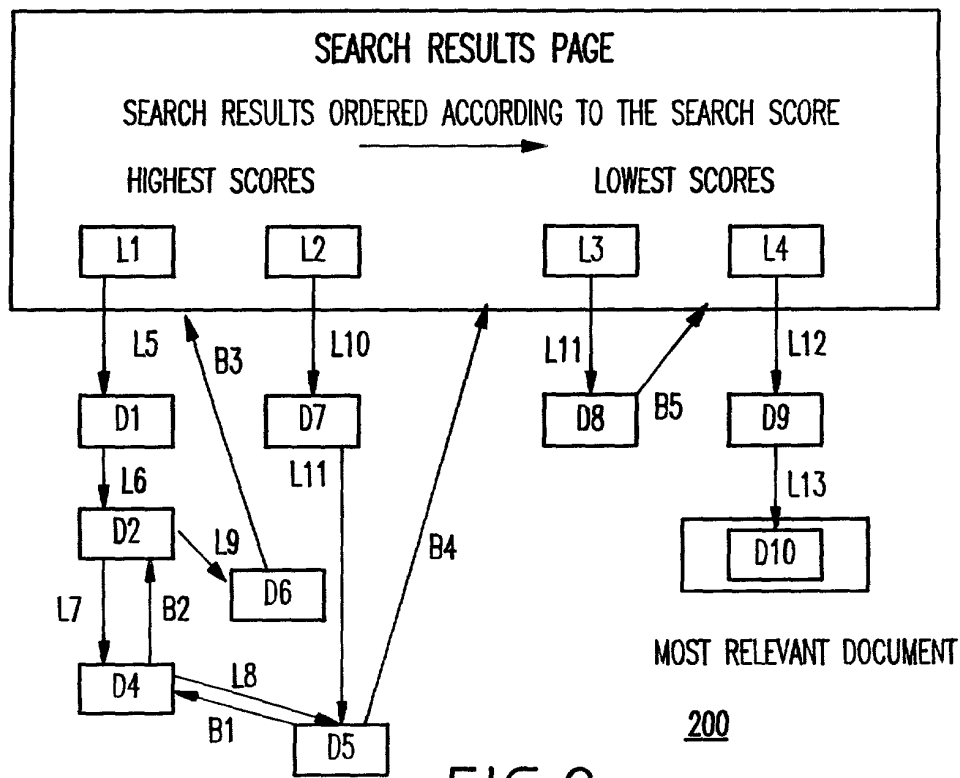 SEARCH RESULTS PAGE
SEARCH RESULTS ORDERED ACCORDING TO THE SEARCH SCORE
HIGHEST SCORES
LOWEST SCORES
L1
L2
L3
L4
L5
B3
L10
L11
B5
L12
D1
D7
D8
D9
L6
L11
L13
D2
L9
B4
D10
D6
L7
B2
MOST RELEVANT DOCUMENT
D4
L8
B1
D5
200